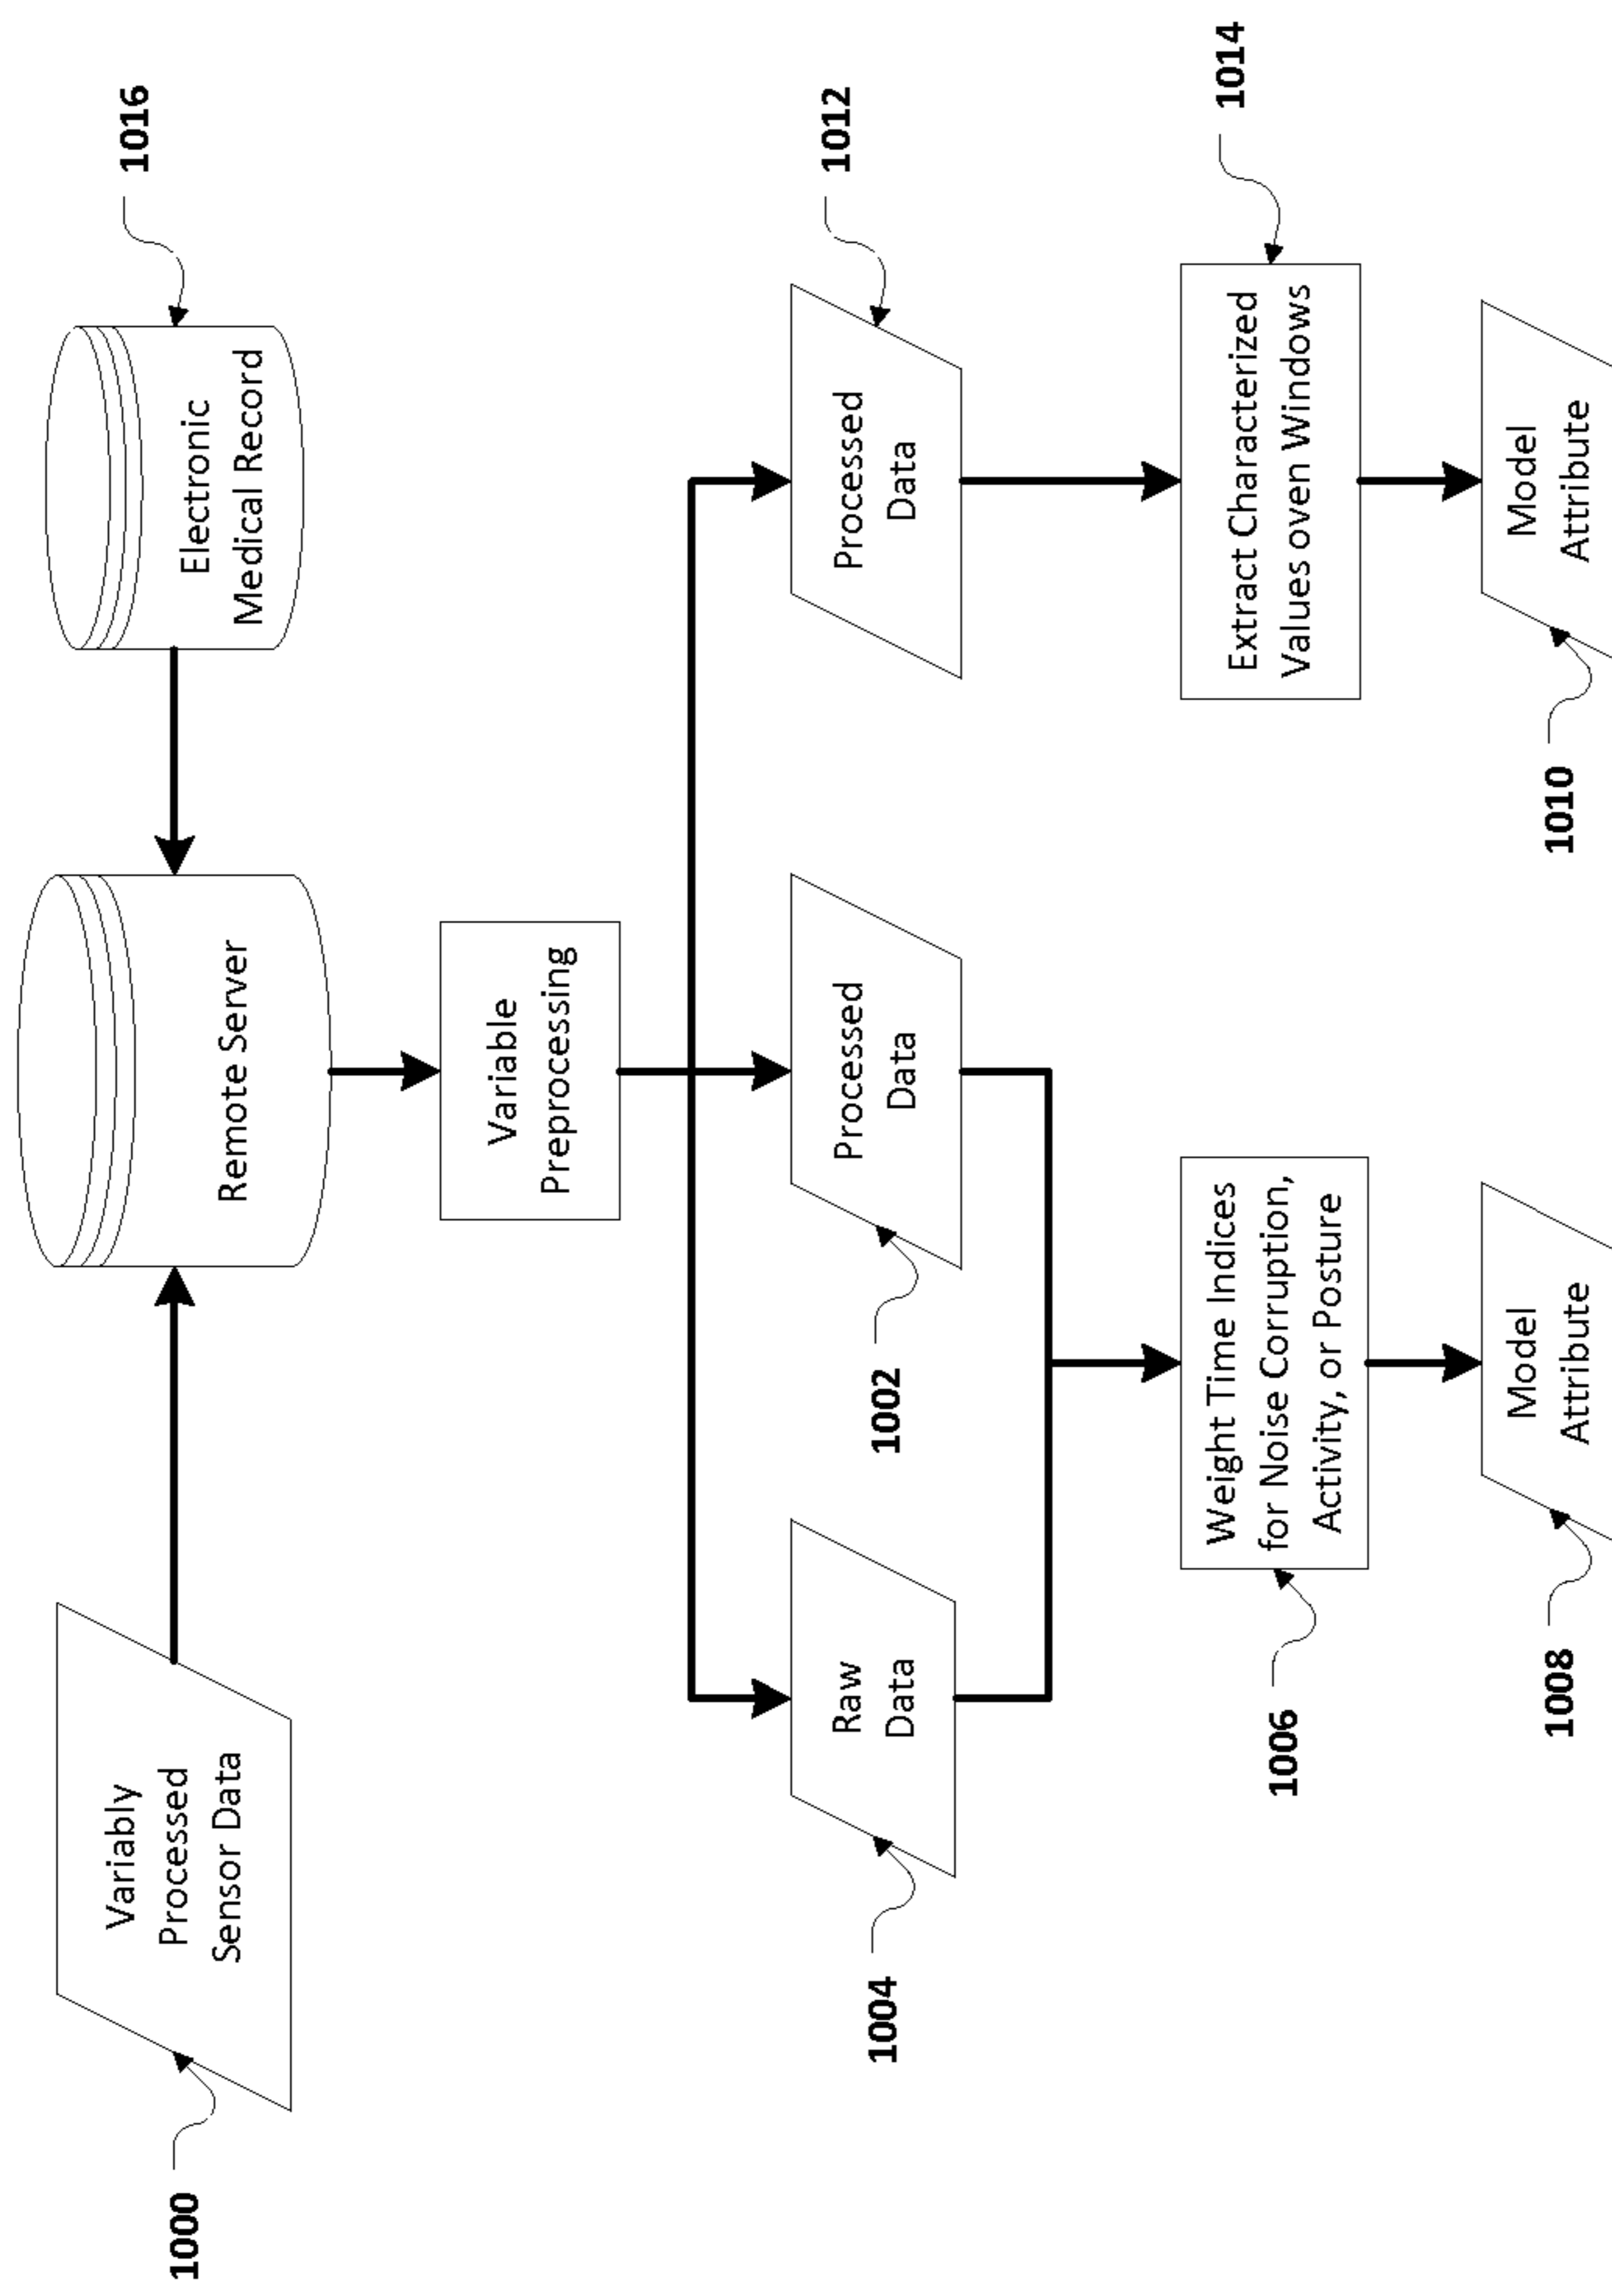 1000
Variably
Processed
Sensor Data
Remote Server
Electronic
Medical Record
1016
Variable
Preprocessing
1004
Raw
Data
1002
Processed
Data
Processed
Data
1012
1006
Weight Time Indices
for Noise Corruption,
Activity, or Posture
Extract Characterized
Values oven Windows
1014
1008
Model
Attribute
1010
Model
Attribute